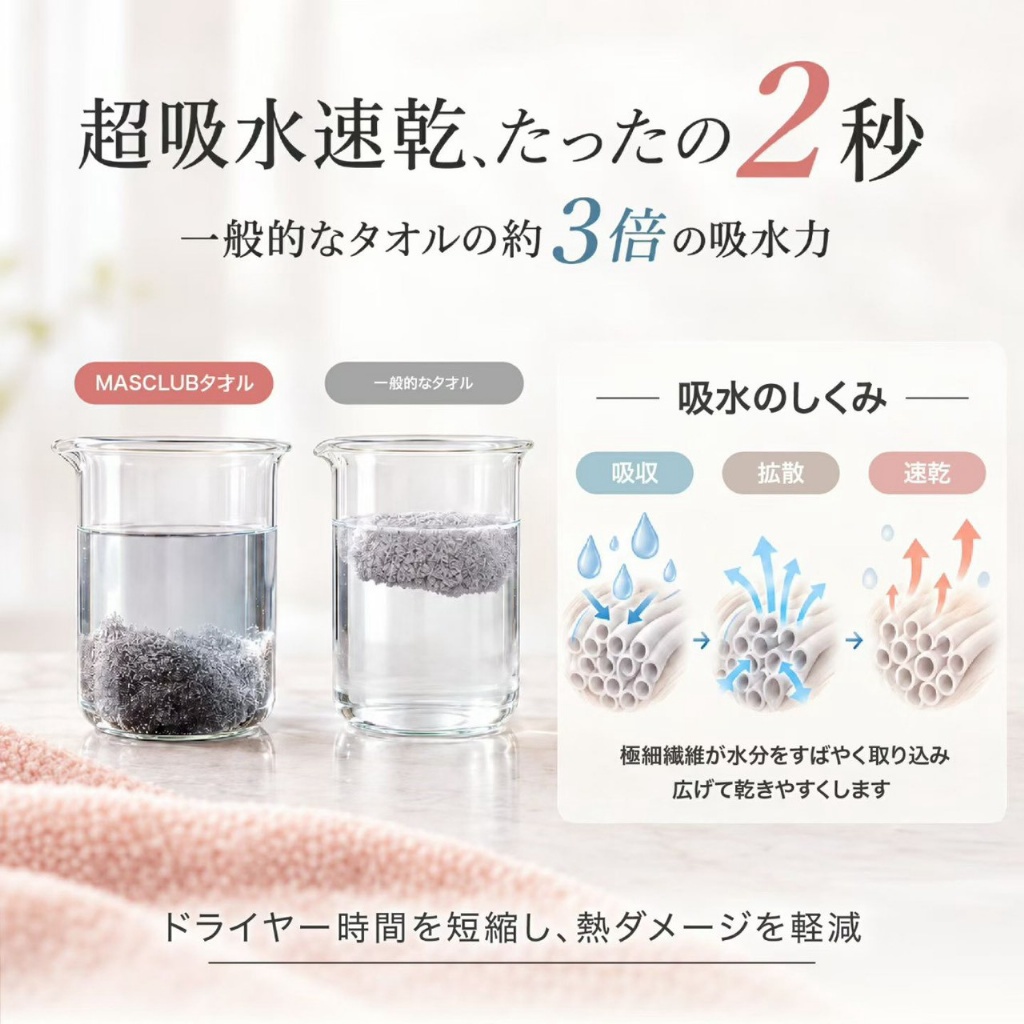 超吸水速乾、たったの2秒
一般的なタオルの約3倍の吸水力
MASCLUBタオル
一般的なタオル
吸水のしくみ
吸収
拡散
速乾
極細繊維が水分をすばやく取り込み
広げて乾きやすくします
ドライヤー時間を短縮し、熱ダメージを軽減